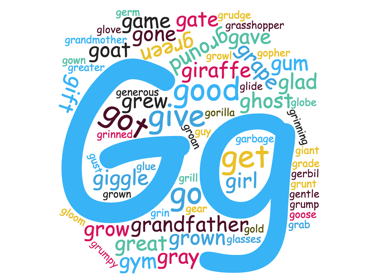 germ
game gate grudge
glove gone grasshopper
grandmother green ground gave
goat growl gopher
gown greater giraffe grape gum
gift generous good glide glad
grew ghost globe
got give gorilla grinning
grinned groan guy
Gg
garbage giant
gust glue get grade
giggle grill girl gerbil
grown go grunt
gentle
gloom grin gear grump
grow grandfather gold goose
grumpy great grown glasses grab
gym gray